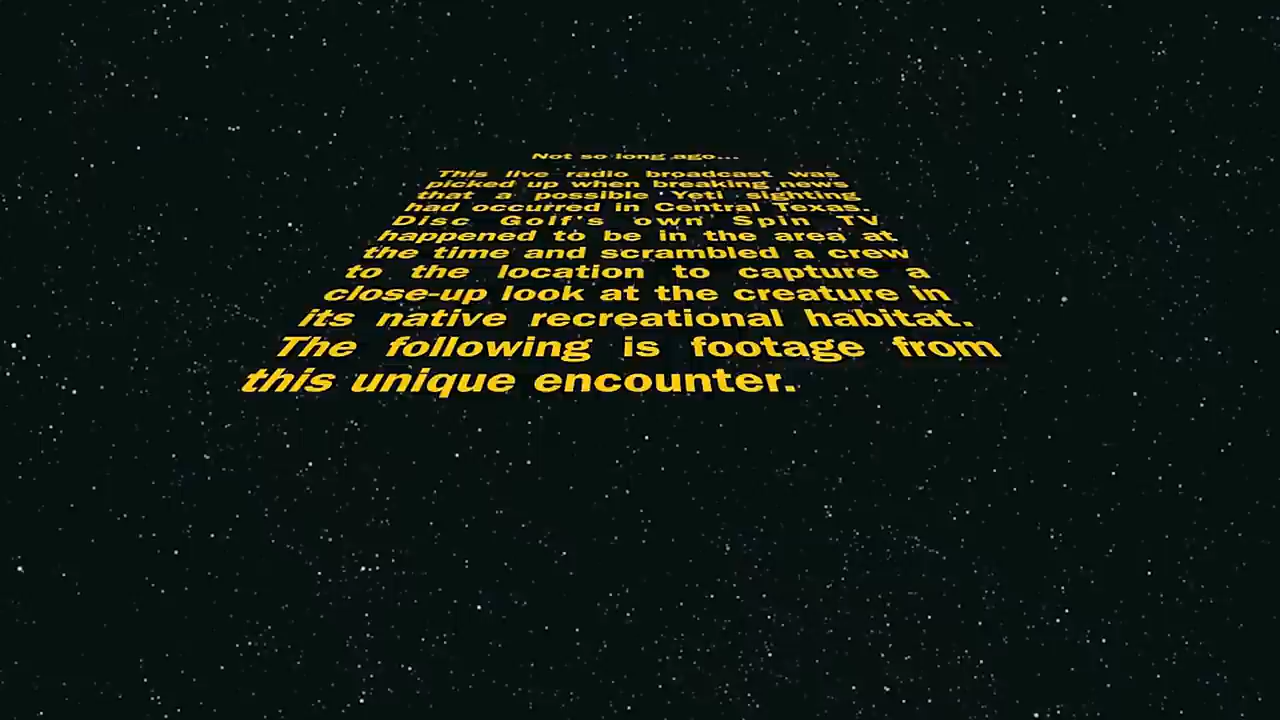 Not so long ago...
This live radio broadcast was
picked up when breaking news
that a possible Yeti sighting
had occurred in Central Texas.
Disc Golf's own Spin TV
happened to be in the area at
the time and scrambled a crew
to the location to capture a
close-up look at the creature in
its native recreational habitat.
The following is footage from
this unique encounter.